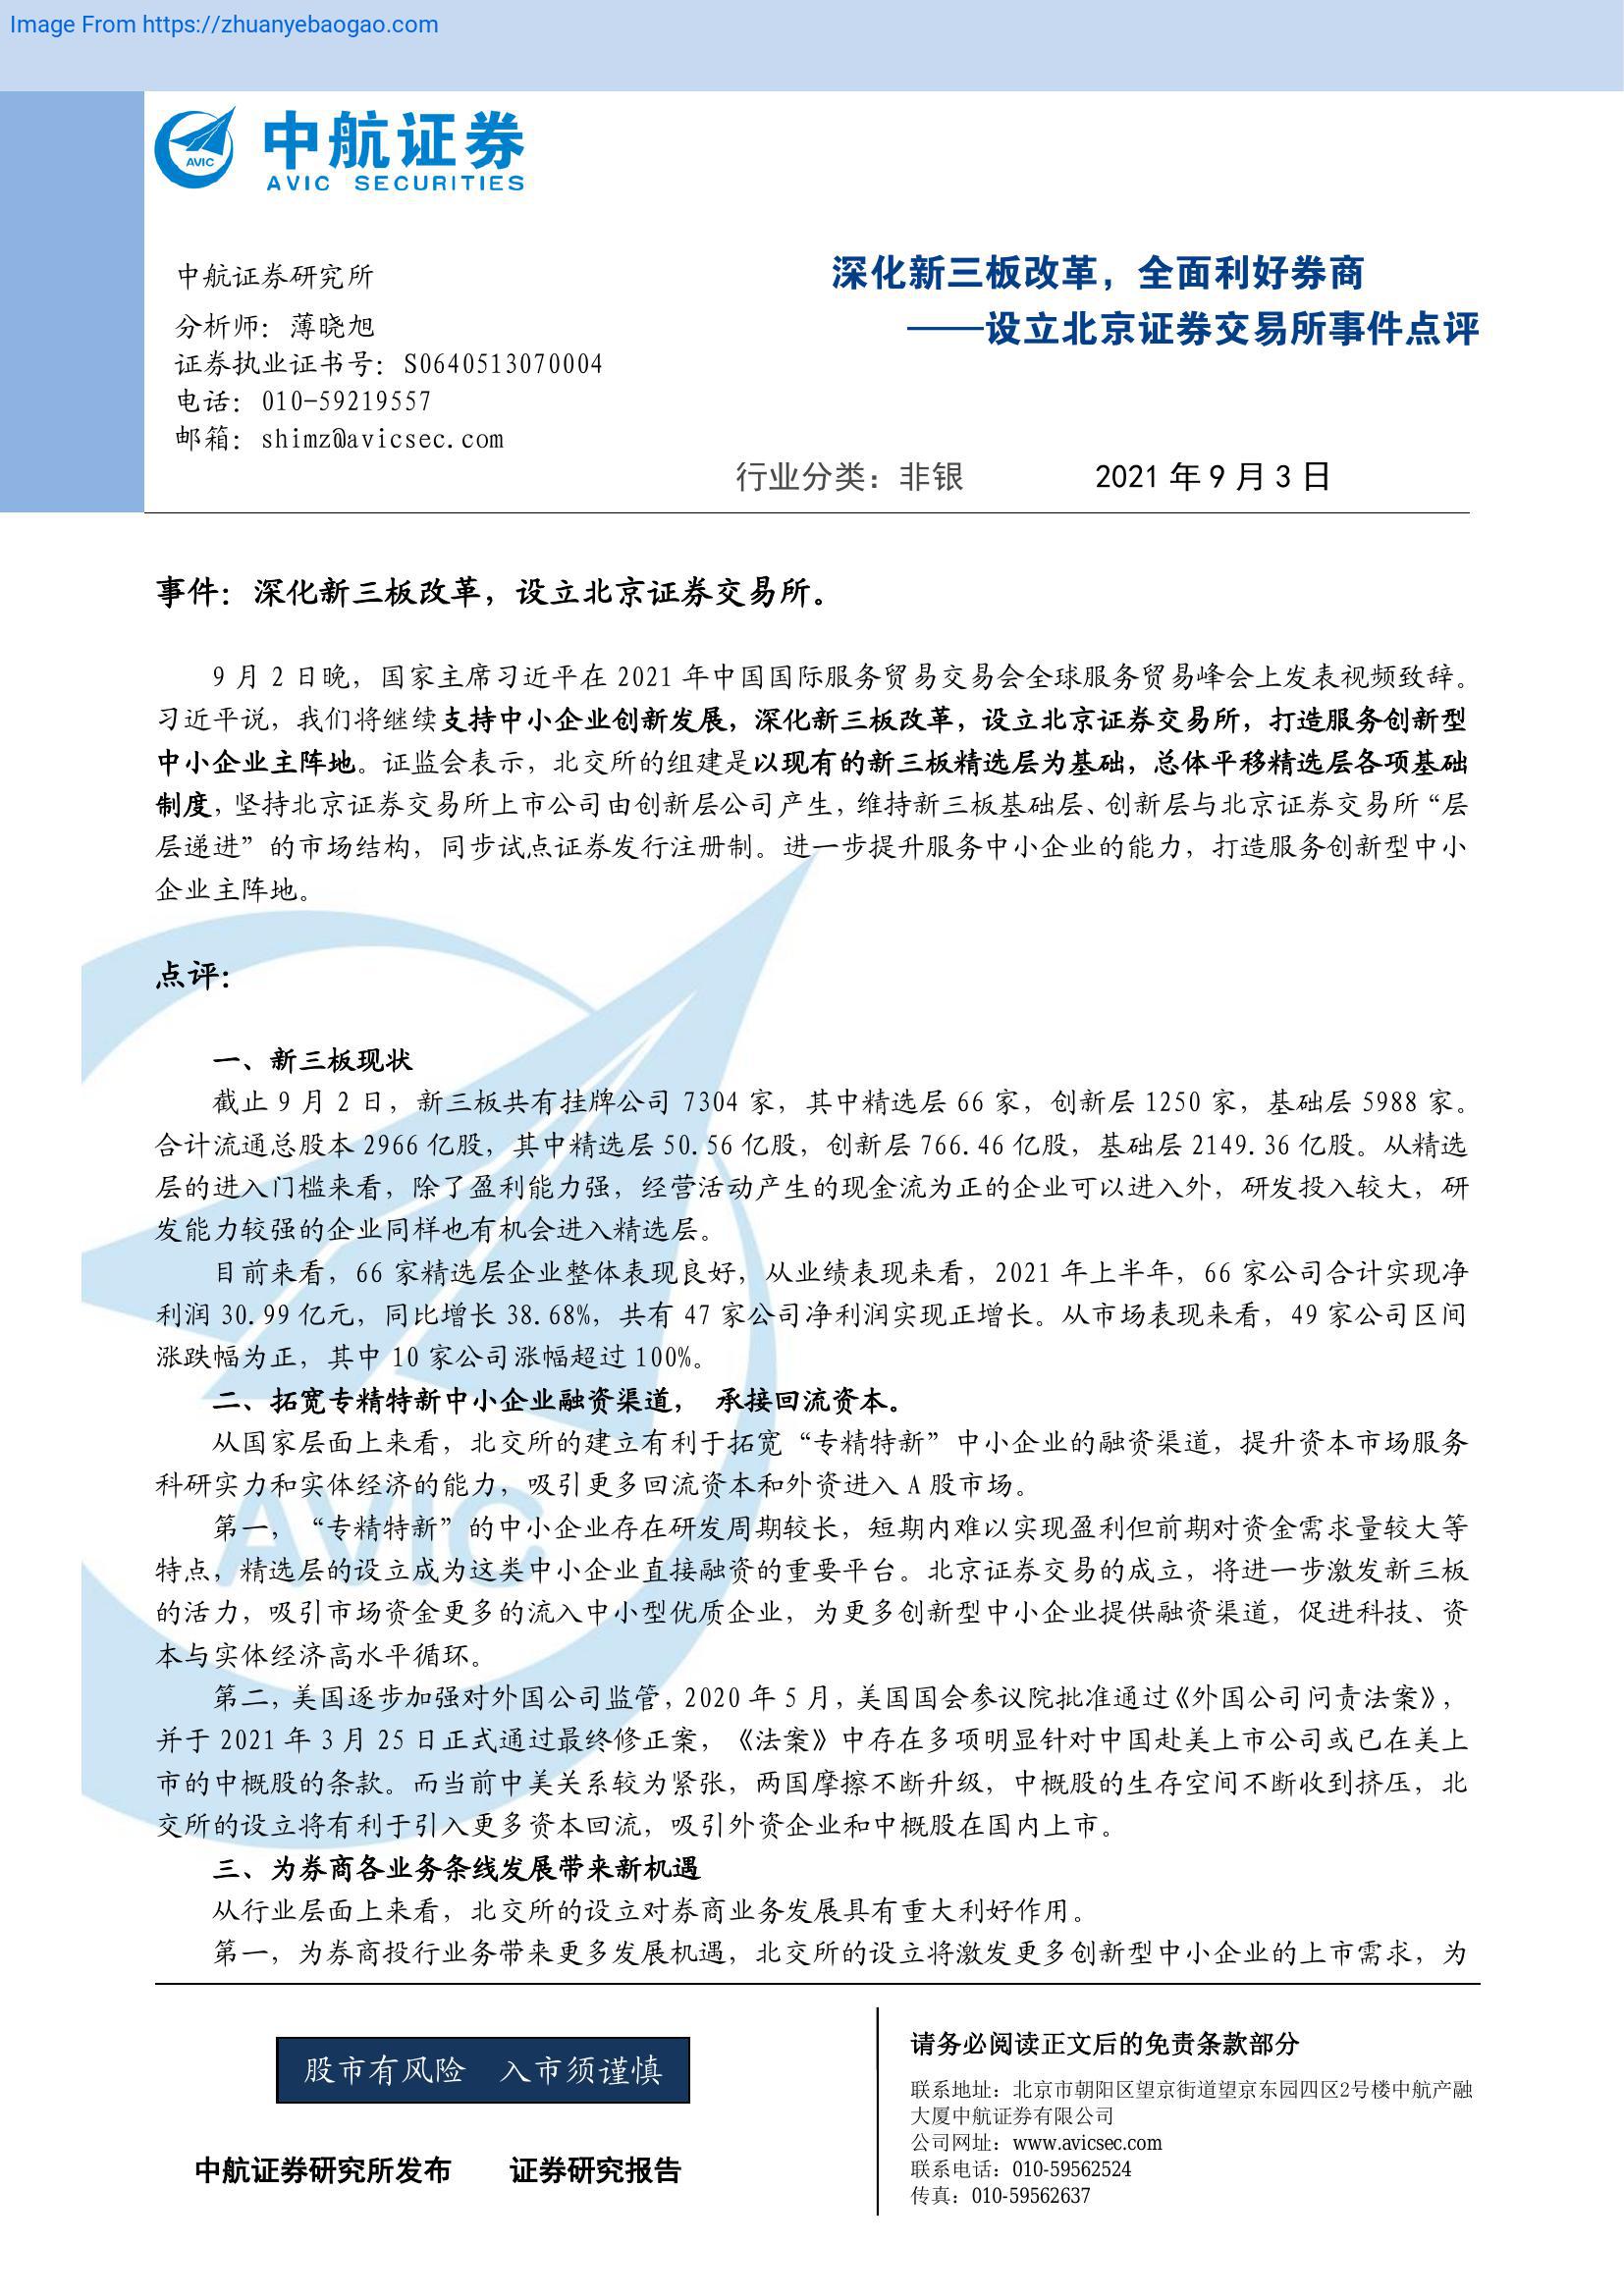 Image From https://zhuanyebaogao.com
AVIC
中航证券
AVIC SECURITIES
中航证券研究所
分析师：薄晓旭
证券执业证书号：S0640513070004
电话：010-59219557
邮箱：shimz@avicsec.com
深化新三板改革，全面利好券商
——设立北京证券交易所事件点评
行业分类：非银 2021 年 9 月 3 日
事件：深化新三板改革，设立北京证券交易所。
9 月 2 日晚，国家主席习近平在 2021 年中国国际服务贸易交易会全球服务贸易峰会上发表视频致辞。
习近平说，我们将继续支持中小企业创新发展，深化新三板改革，设立北京证券交易所，打造服务创新型
中小企业主阵地。证监会表示，北交所的组建是以现有的新三板精选层为基础，总体平移精选层各项基础
制度，坚持北京证券交易所上市公司由创新层公司产生，维持新三板基础层、创新层与北京证券交易所“层
层递进”的市场结构，同步试点证券发行注册制。进一步提升服务中小企业的能力，打造服务创新型中小
企业主阵地。
点评：
一、新三板现状
截止 9 月 2 日，新三板共有挂牌公司 7304 家，其中精选层 66 家，创新层 1250 家，基础层 5988 家。
合计流通总股本 2966 亿股，其中精选层 50.56 亿股，创新层 766.46 亿股，基础层 2149.36 亿股。从精选
层的进入门槛来看，除了盈利能力强，经营活动产生的现金流为正的企业可以进入外，研发投入较大，研
发能力较强的企业同样也有机会进入精选层。
目前来看，66 家精选层企业整体表现良好，从业绩表现来看，2021 年上半年，66 家公司合计实现净
利润 30.99 亿元，同比增长 38.68%，共有 47 家公司净利润实现正增长。从市场表现来看，49 家公司区间
涨跌幅为正，其中 10 家公司涨幅超过 100%。
二、拓宽专精特新中小企业融资渠道， 承接回流资本。
从国家层面上来看，北交所的建立有利于拓宽“专精特新”中小企业的融资渠道，提升资本市场服务
科研实力和实体经济的能力，吸引更多回流资本和外资进入 A 股市场。
第一，“专精特新”的中小企业存在研发周期较长，短期内难以实现盈利但前期对资金需求量较大等
特点，精选层的设立成为这类中小企业直接融资的重要平台。北京证券交易的成立，将进一步激发新三板
的活力，吸引市场资金更多的流入中小型优质企业，为更多创新型中小企业提供融资渠道，促进科技、资
本与实体经济高水平循环。
第二，美国逐步加强对外国公司监管，2020 年 5 月，美国国会参议院批准通过《外国公司问责法案》，
并于 2021 年 3 月 25 日正式通过最终修正案，《法案》中存在多项明显针对中国赴美上市公司或已在美上
市的中概股的条款。而当前中美关系较为紧张，两国摩擦不断升级，中概股的生存空间不断收到挤压，北
交所的设立将有利于引入更多资本回流，吸引外资企业和中概股在国内上市。
三、为券商各业务条线发展带来新机遇
从行业层面上来看，北交所的设立对券商业务发展具有重大利好作用。
第一，为券商投行业务带来更多发展机遇，北交所的设立将激发更多创新型中小企业的上市需求，为
AVIC
股市有风险 入市须谨慎
中航证券研究所发布 证券研究报告
请务必阅读正文后的免责条款部分
联系地址：北京市朝阳区望京街道望京东园四区2号楼中航产融
大厦中航证券有限公司
公司网址：www.avicsec.com
联系电话：010-59562524
传真：010-59562637